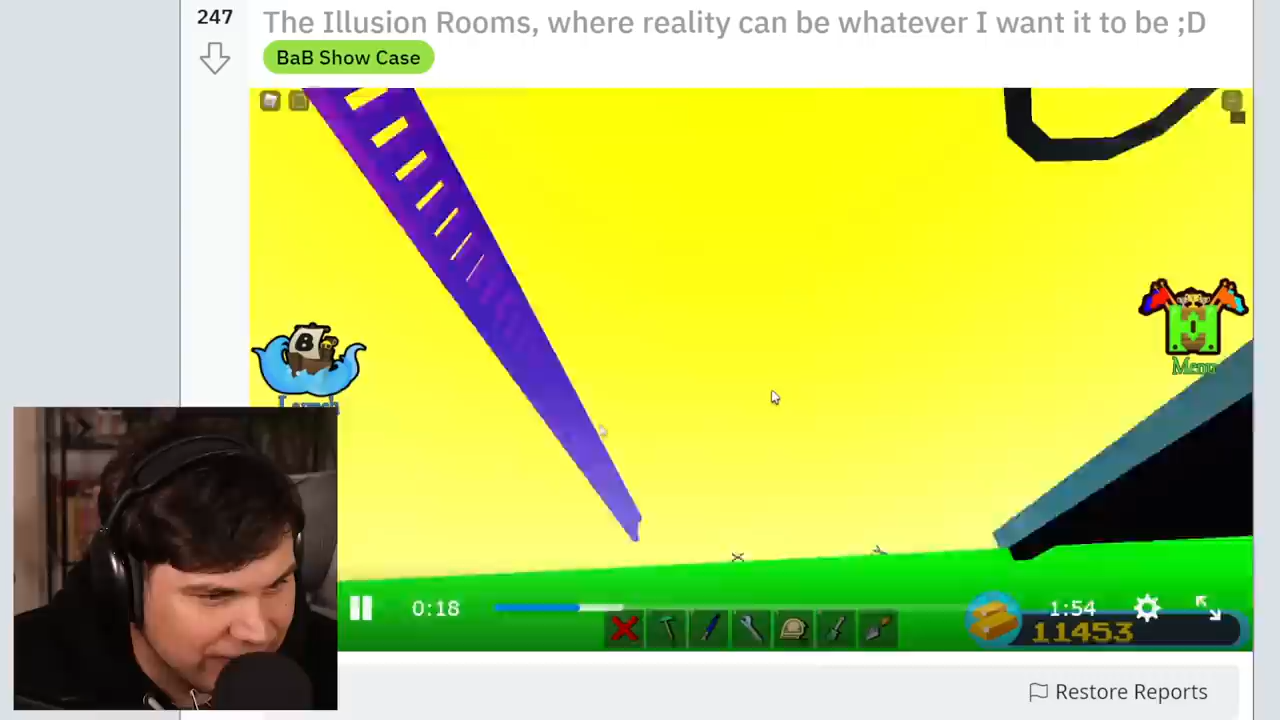 247
The Illusion Rooms, where reality can be whatever I want it to be ;D
BaB Show Case
B
Menu
Launch
0:18
1:54
11453
Restore Reports